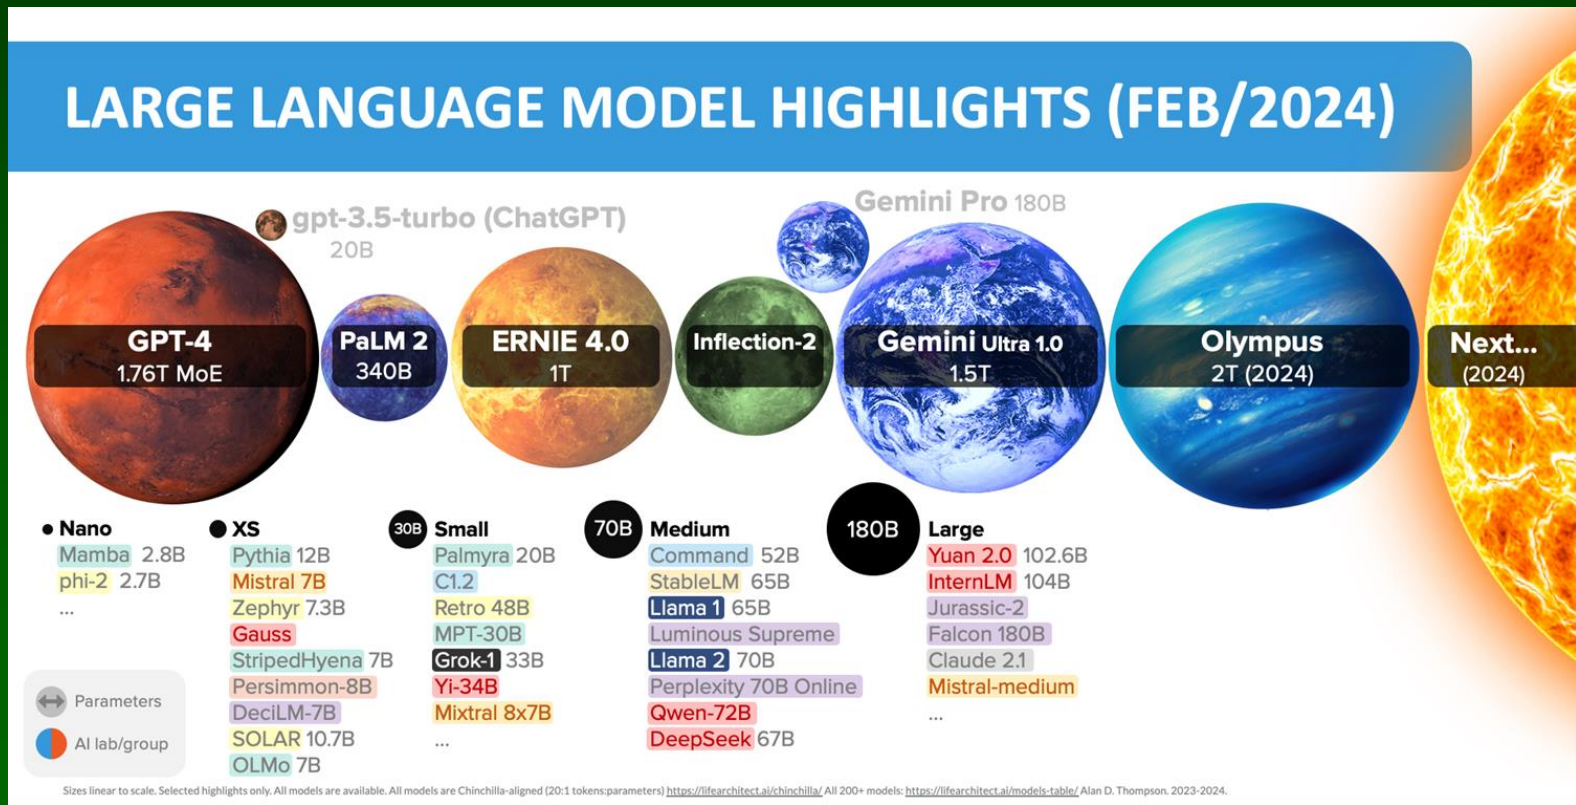 LARGE LANGUAGE MODEL HIGHLIGHTS (FEB/2024)
gpt-3.5-turbo (ChatGPT)
20B
Gemini Pro 180B
GPT-4
1.76T MoE
PaLM 2
340B
ERNIE 4.0
1T
Inflection-2
Gemini Ultra 1.0
1.5T
Olympus
2T (2024)
Next...
(2024)
Nano
Mamba 2.8B
phi-2 2.7B
...
XS
Pythia 12B
Mistral 7B
Zephyr 7.3B
Gauss
StripedHyena 7B
Persimmon-8B
DeciLM-7B
SOLAR 10.7B
OLMo 7B
30B Small
Palmyra 20B
C1.2
Retro 48B
MPT-30B
Grok-1 33B
Yi-34B
Mixtral 8x7B
...
70B Medium
Command 52B
StableLM 65B
Llama 1 65B
Luminous Supreme
Llama 2 70B
Perplexity 70B Online
Qwen-72B
DeepSeek 67B
180B Large
Yuan 2.0 102.6B
InternLM 104B
Jurassic-2
Falcon 180B
Claude 2.1
Mistral-medium
...
Parameters
AI lab/group
Sizes linear to scale. Selected highlights only. All models are available. All models are Chinchilla-aligned (20:1 tokens:parameters) https://lifearchitect.ai/chinchilla/ All 200+ models: https://lifearchitect.ai/models-table/ Alan D. Thompson. 2023-2024.